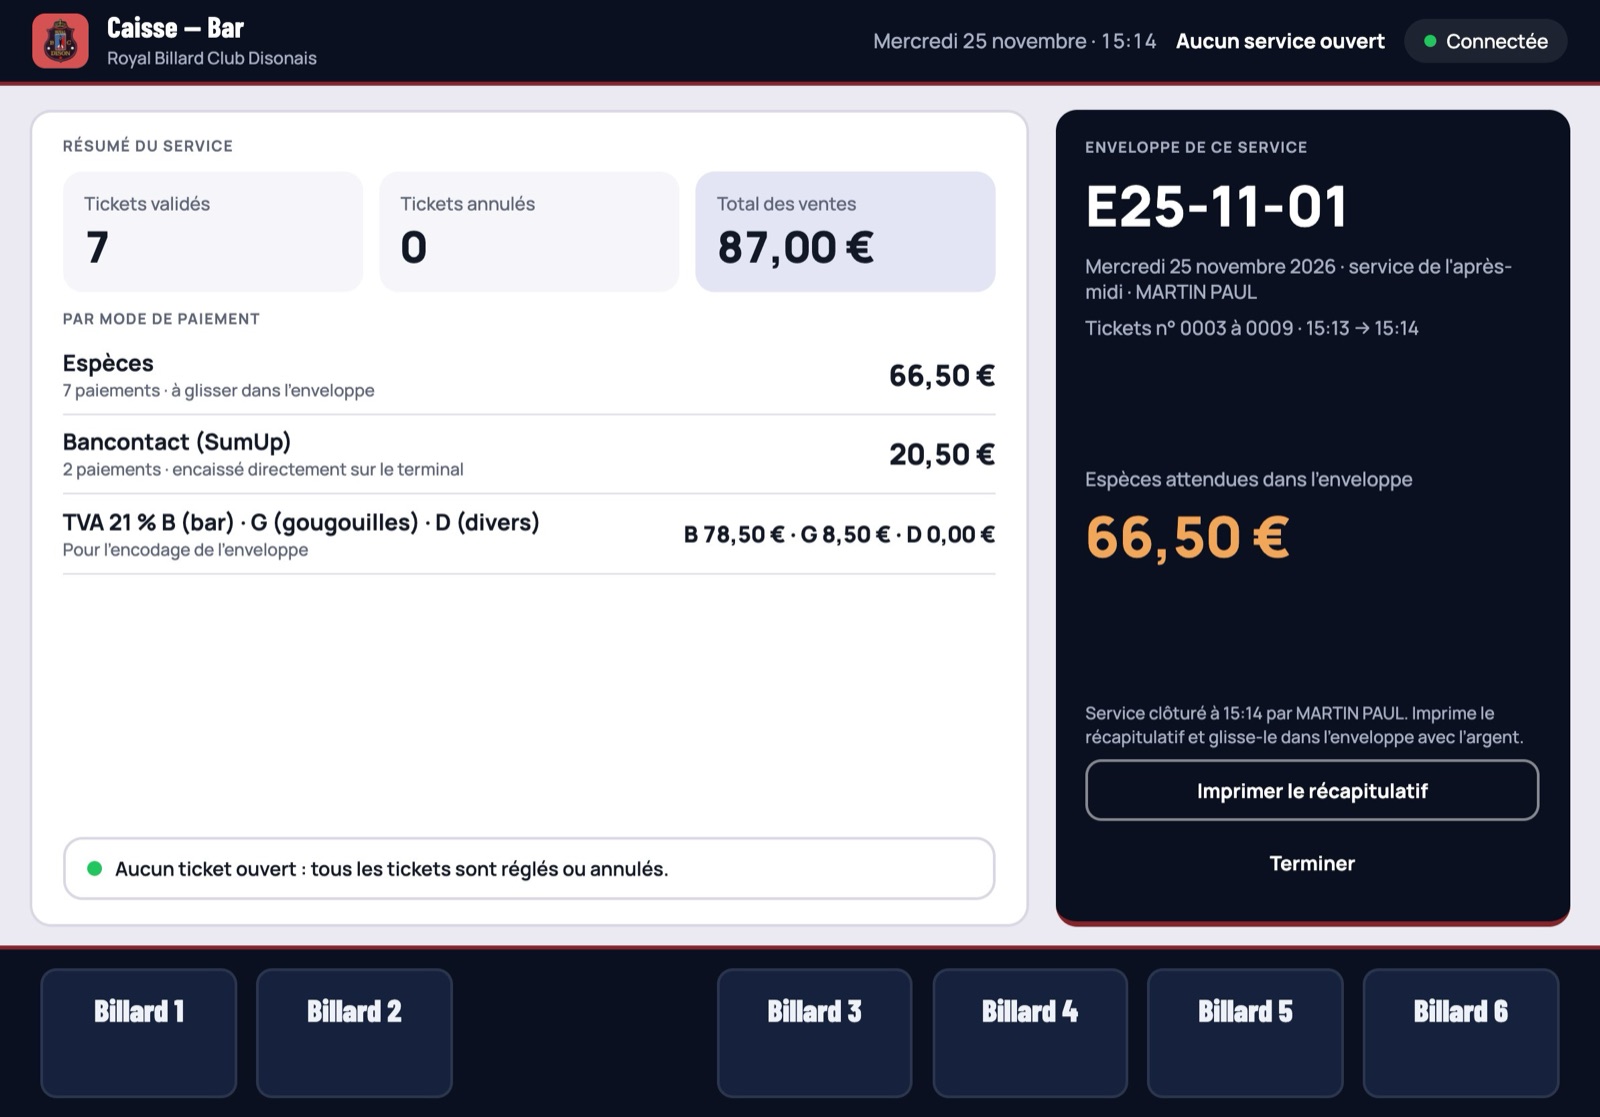 Caisse – Bar
Royal Billard Club Disonais
Mercredi 25 novembre · 15:14
Aucun service ouvert
Connectée
RÉSUMÉ DU SERVICE
Tickets validés
7
Tickets annulés
0
Total des ventes
87,00 €
PAR MODE DE PAIEMENT
Espèces
66,50 €
7 paiements · à glisser dans l'enveloppe
Bancontact (SumUp)
20,50 €
2 paiements · encaissé directement sur le terminal
TVA 21 % B (bar) · G (gougouilles) · D (divers)
B 78,50 € · G 8,50 € · D 0,00 €
Pour l'encodage de l'enveloppe
Aucun ticket ouvert : tous les tickets sont réglés ou annulés.
ENVELOPPE DE CE SERVICE
E25-11-01
Mercredi 25 novembre 2026 · service de l'après-
midi · MARTIN PAUL
Tickets n° 0003 à 0009 · 15:13 → 15:14
Espèces attendues dans l'enveloppe
66,50 €
Service clôturé à 15:14 par MARTIN PAUL. Imprime le
récapitulatif et glisse-le dans l'enveloppe avec l'argent.
Imprimer le récapitulatif
Terminer
Billard 1
Billard 2
Billard 3
Billard 4
Billard 5
Billard 6